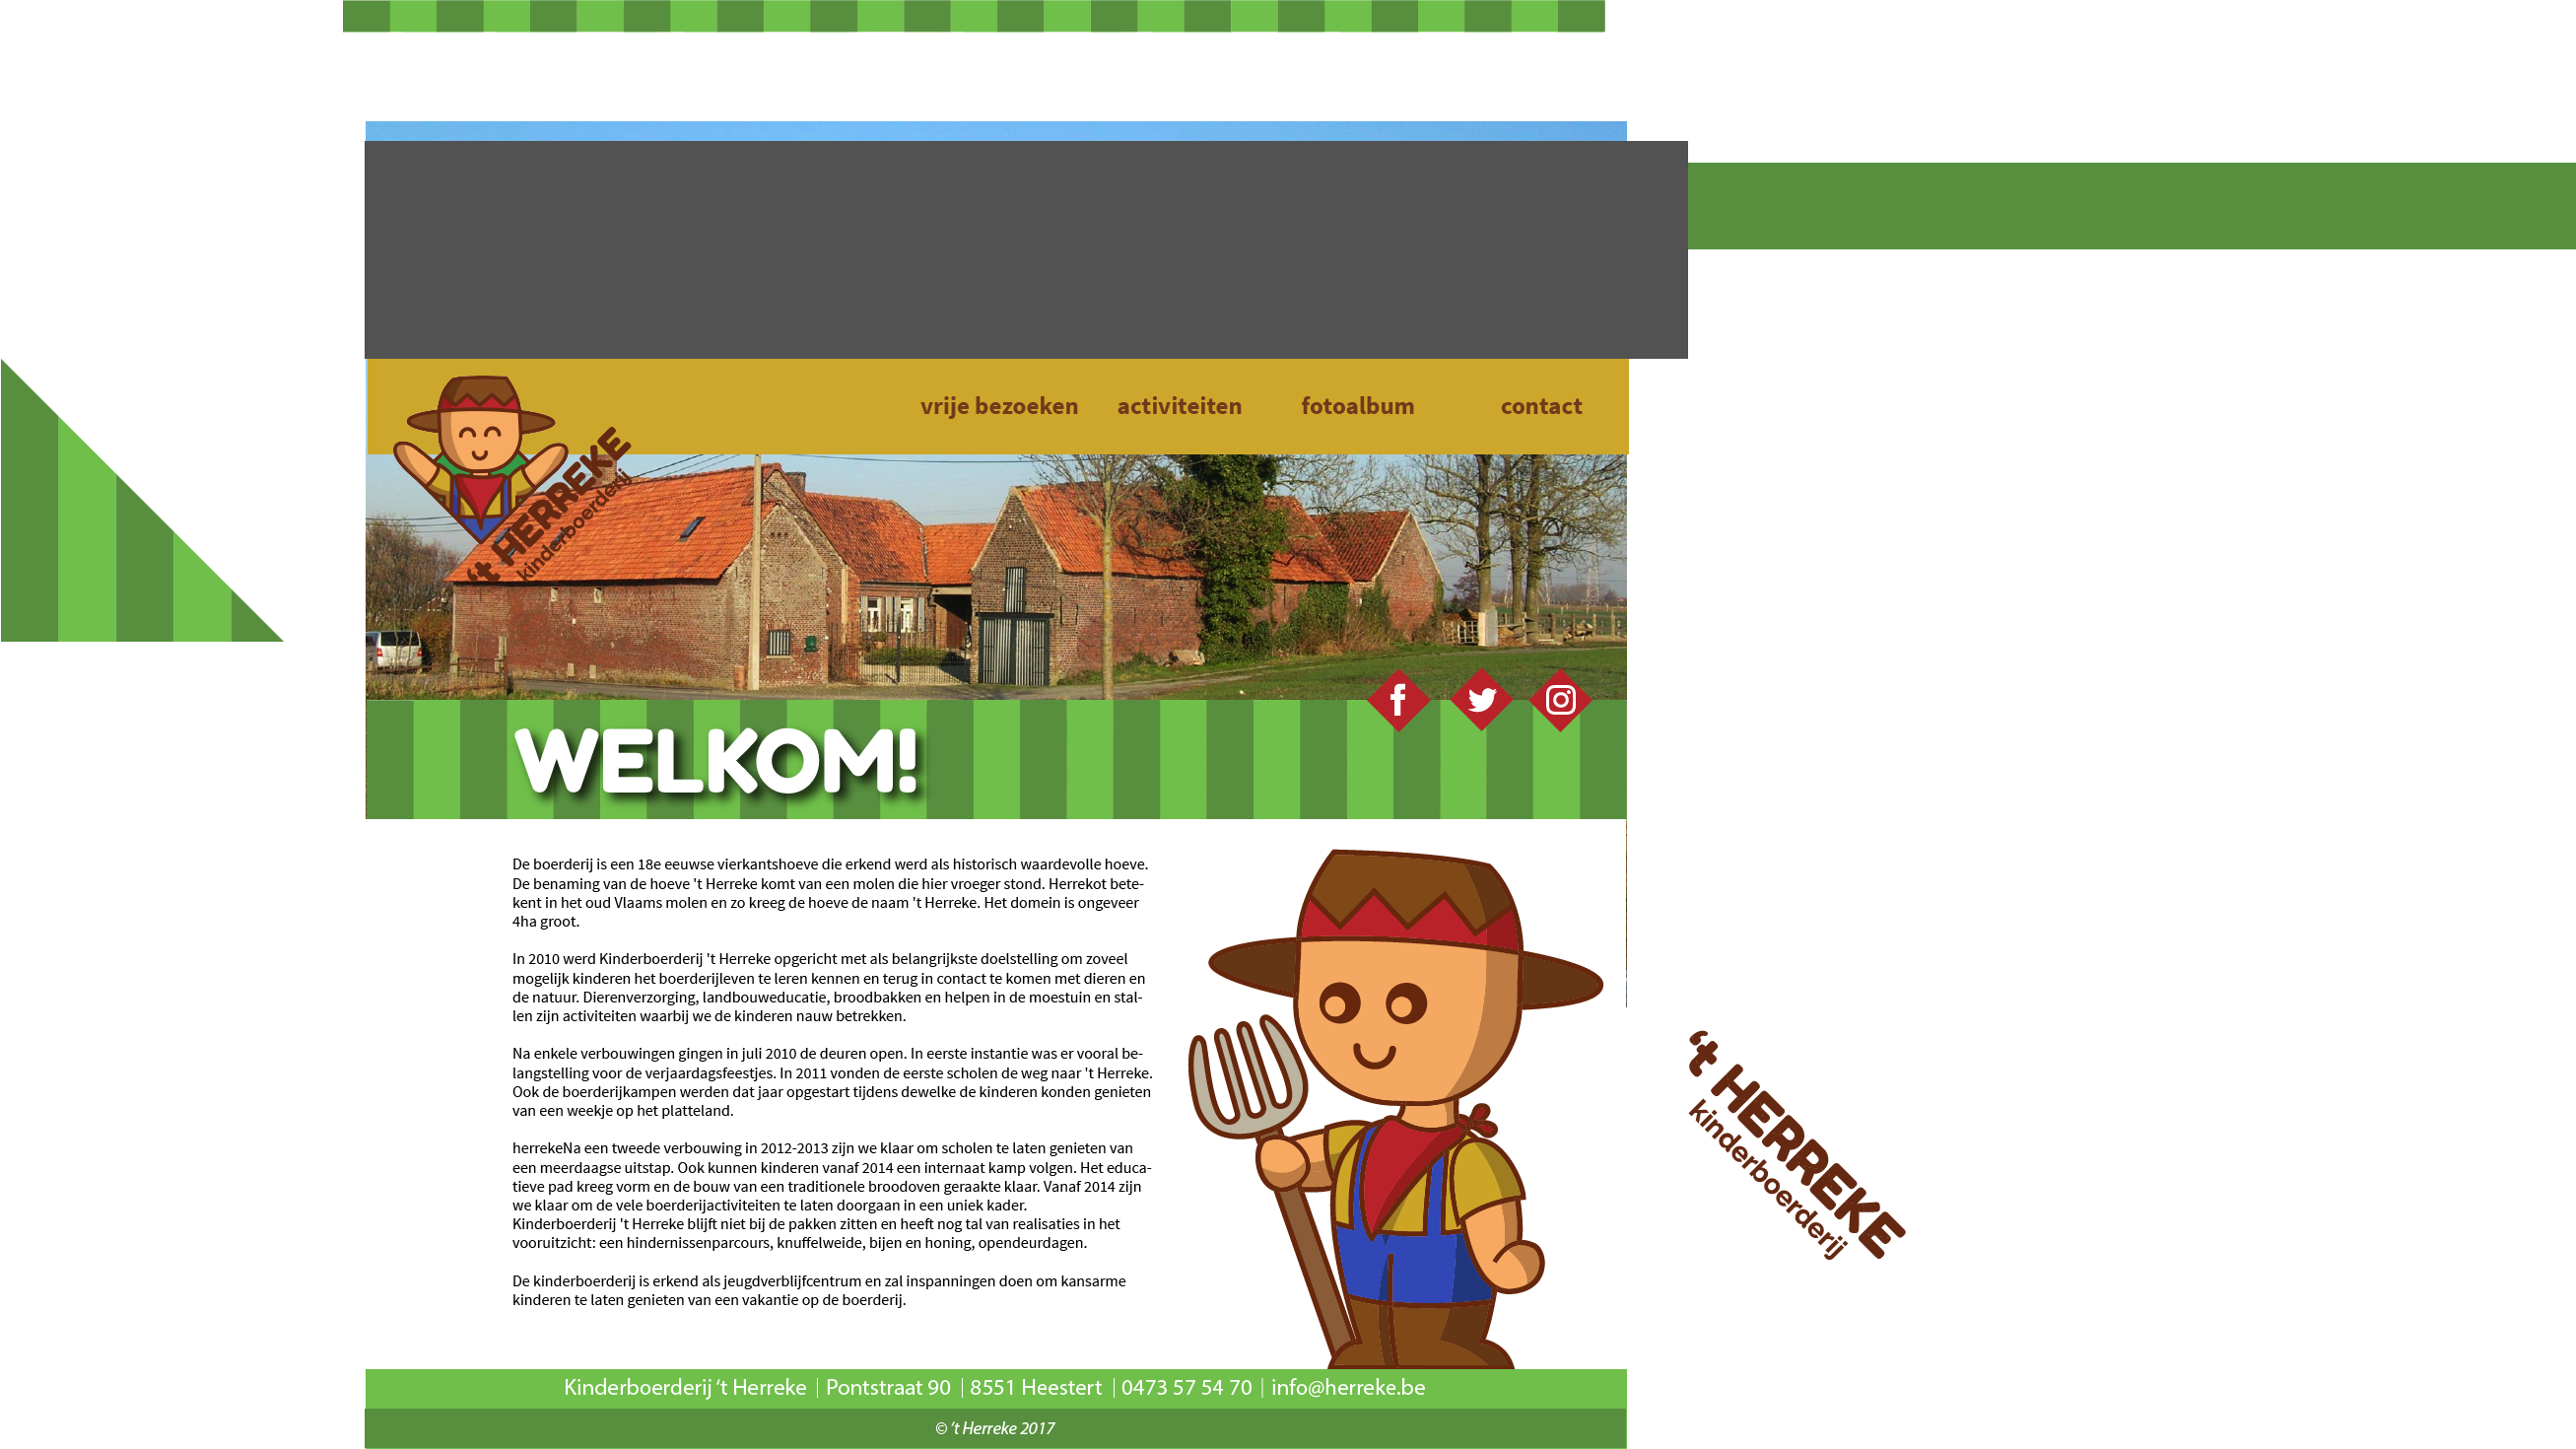 vrije bezoeken activiteiten fotoalbum contact
't HERREKE
kinderboerderij
WELKOM!
De boerderij is een 18e eeuwse vierkantshoeve die erkend werd als historisch waardevolle hoeve.
De benaming van de hoeve 't Herreke komt van een molen die hier vroeger stond. Herrekot bete-
kent in het oud Vlaams molen en zo kreeg de hoeve de naam 't Herreke. Het domein is ongeveer
4ha groot.
In 2010 werd Kinderboerderij 't Herreke opgericht met als belangrijkste doelstelling om zoveel
mogelijk kinderen het boerderijleven te leren kennen en terug in contact te komen met dieren en
de natuur. Dierenverzorging, landbouweducatie, broodbakken en helpen in de moestuin en stal-
len zijn activiteiten waarbij we de kinderen nauw betrekken.
Na enkele verbouwingen gingen in juli 2010 de deuren open. In eerste instantie was er vooral be-
langstelling voor de verjaardagsfeestjes. In 2011 vonden de eerste scholen de weg naar 't Herreke.
Ook de boerderijkampen werden dat jaar opgestart tijdens dewelke de kinderen konden genieten
van een weekje op het platteland.
herrekeNa een tweede verbouwing in 2012-2013 zijn we klaar om scholen te laten genieten van
een meerdaagse uitstap. Ook kunnen kinderen vanaf 2014 een internaat kamp volgen. Het educa-
tieve pad kreeg vorm en de bouw van een traditionele broodoven geraakte klaar. Vanaf 2014 zijn
we klaar om de vele boerderijactiviteiten te laten doorgaan in een uniek kader.
Kinderboerderij 't Herreke blijft niet bij de pakken zitten en heeft nog tal van realisaties in het
vooruitzicht: een hindernissenparcours, knuffelweide, bijen en honing, opendeurdagen.
De kinderboerderij is erkend als jeugdverblijfcentrum en zal inspanningen doen om kansarme
kinderen te laten genieten van een vakantie op de boerderij.
't HERREKE
kinderboerderij
Kinderboerderij ‘t Herreke | Pontstraat 90 | 8551 Heestert | 0473 57 54 70 | info@herreke.be
© ‘t Herreke 2017